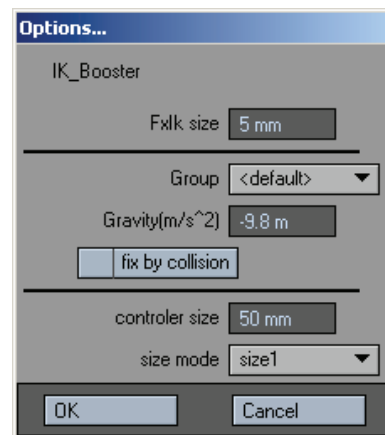 Options...
IK_Booster
FxIk size 5 mm
Group <default>
Gravity(m/s^2) -9.8 m
fix by collision
controler size 50 mm
size mode size1
OK Cancel